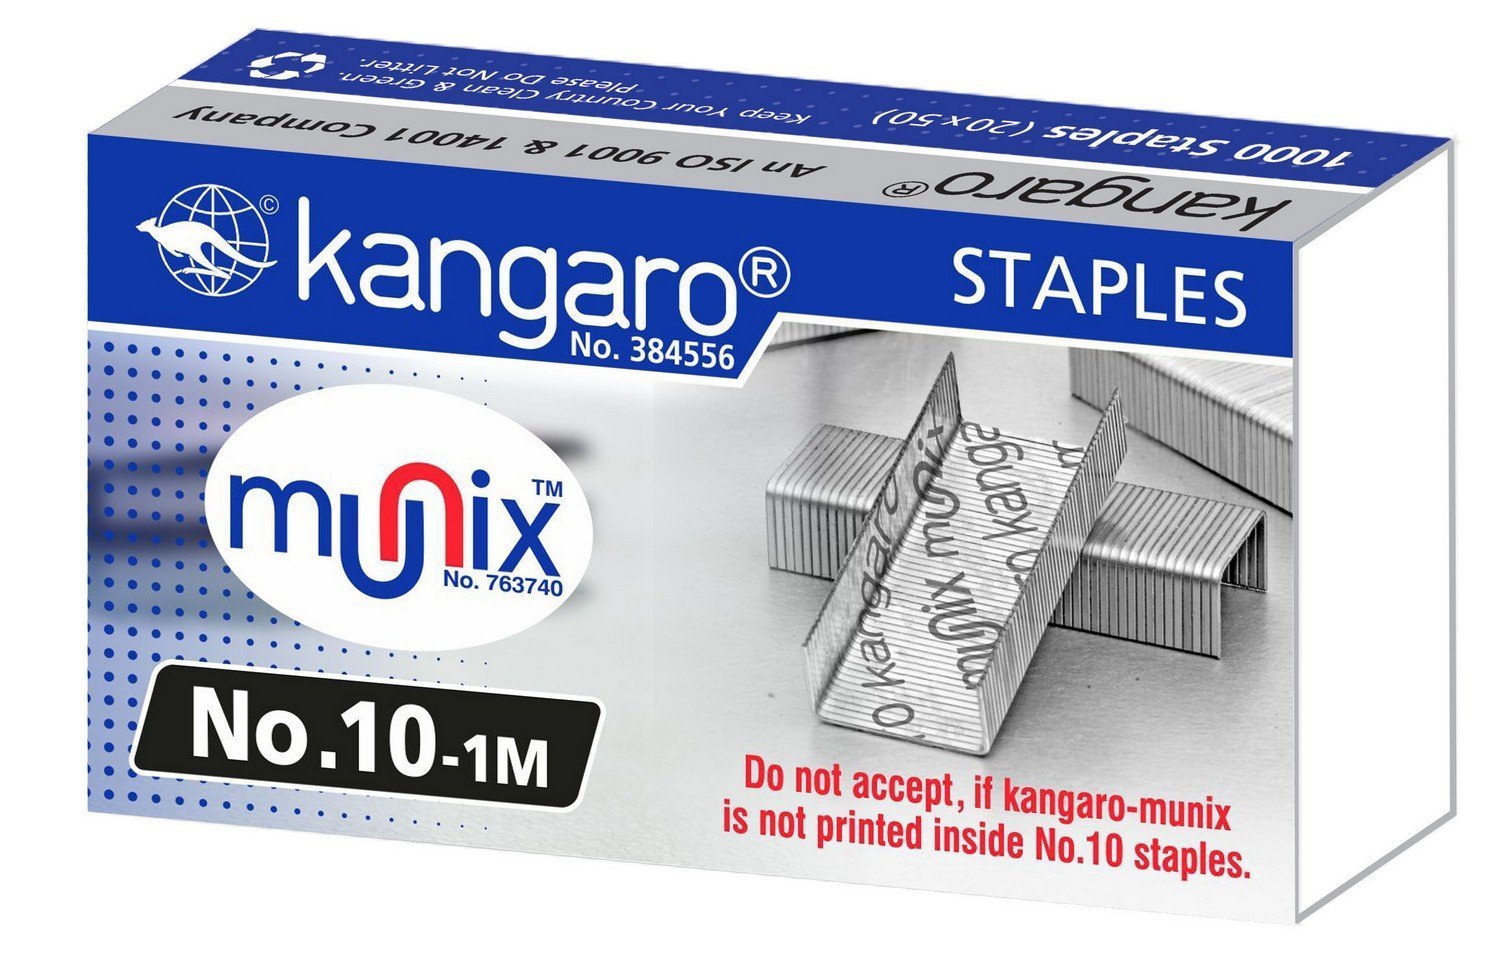 1000 Staples (20x50)
Keep Your Country Clean & Green.
Please Do Not Litter.
kangaro®
An ISO 9001 & 14001 Company
©
kangaro®
No. 384556
STAPLES
munix™
No. 763740
No.10-1M
kangaro
munix munix
kanga
munix
Do not accept, if kangaro-munix
is not printed inside No.10 staples.